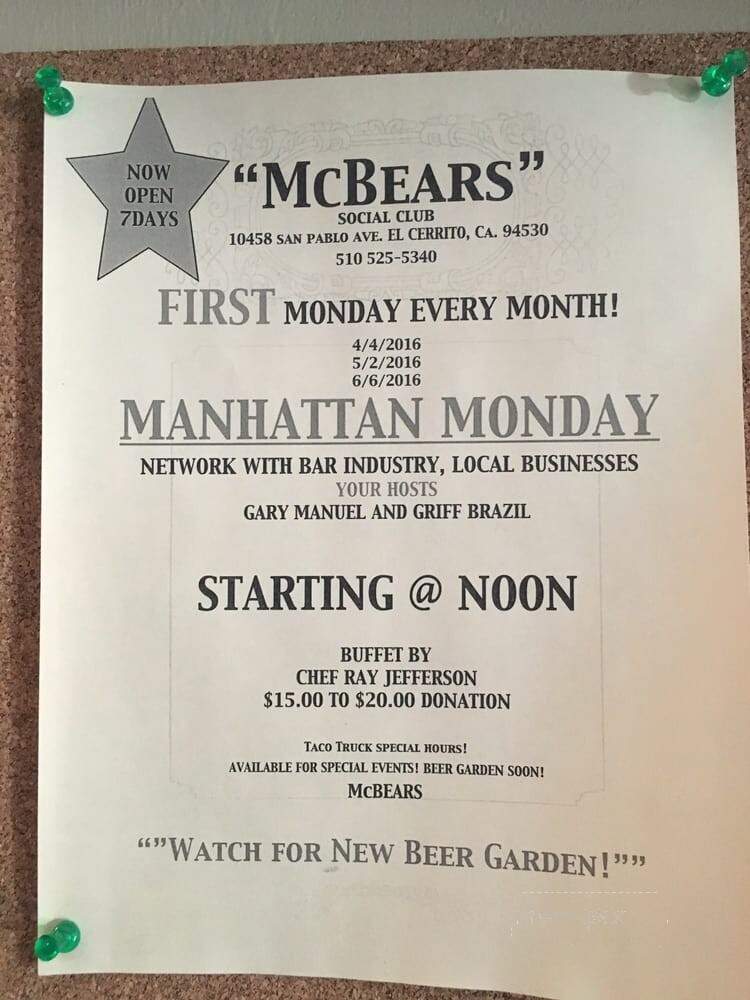 NOW
OPEN
7DAYS
“McBears”
SOCIAL CLUB
10458 SAN PABLO AVE. EL CERRITO, CA. 94530
510 525-5340
FIRST MONDAY EVERY MONTH!
4/4/2016
5/2/2016
6/6/2016
MANHATTAN MONDAY
NETWORK WITH BAR INDUSTRY, LOCAL BUSINESSES
YOUR HOSTS
GARY MANUEL AND GRIFF BRAZIL
STARTING @ NOON
BUFFET BY
CHEF RAY JEFFERSON
$15.00 TO $20.00 DONATION
TACO TRUCK SPECIAL HOURS!
AVAILABLE FOR SPECIAL EVENTS! BEER GARDEN SOON!
McBEARS
“”WATCH FOR NEW BEER GARDEN!””